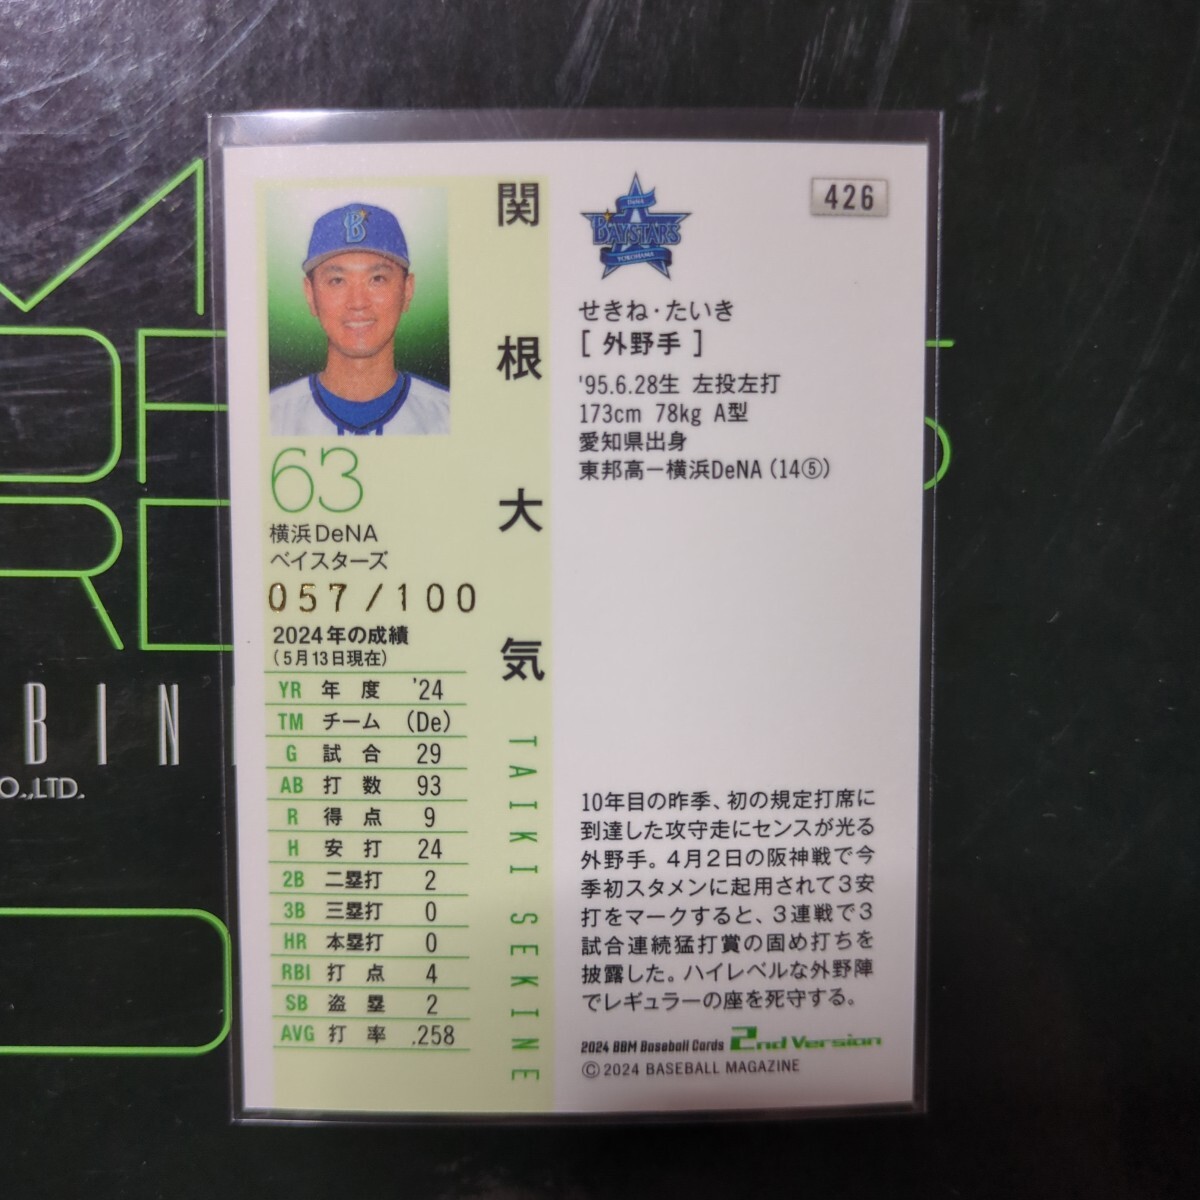 426
DeNA
BAYSTARS
YOKOHAMA
関根大気
TAIKI SEKINE
せきね・たいき
[ 外野手 ]
'95.6.28生 左投左打
173cm 78kg A型
愛知県出身
東邦高－横浜DeNA（14⑤）
63
横浜DeNA
ベイスターズ
057/100
2024年の成績
（5月13日現在）
YR 年度 '24
TM チーム (De)
G 試合 29
AB 打数 93
R 得点 9
H 安打 24
2B 二塁打 2
3B 三塁打 0
HR 本塁打 0
RBI 打点 4
SB 盗塁 2
AVG 打率 .258
10年目の昨季、初の規定打席に
到達した攻守走にセンスが光る
外野手。4月2日の阪神戦で今
季初スタメンに起用されて3安
打をマークすると、3連戦で3
試合連続猛打賞の固め打ちを
披露した。ハイレベルな外野陣
でレギュラーの座を死守する。
2024 BBM Baseball Cards 2nd Version
©2024 BASEBALL MAGAZINE
BINE
O.,LTD.